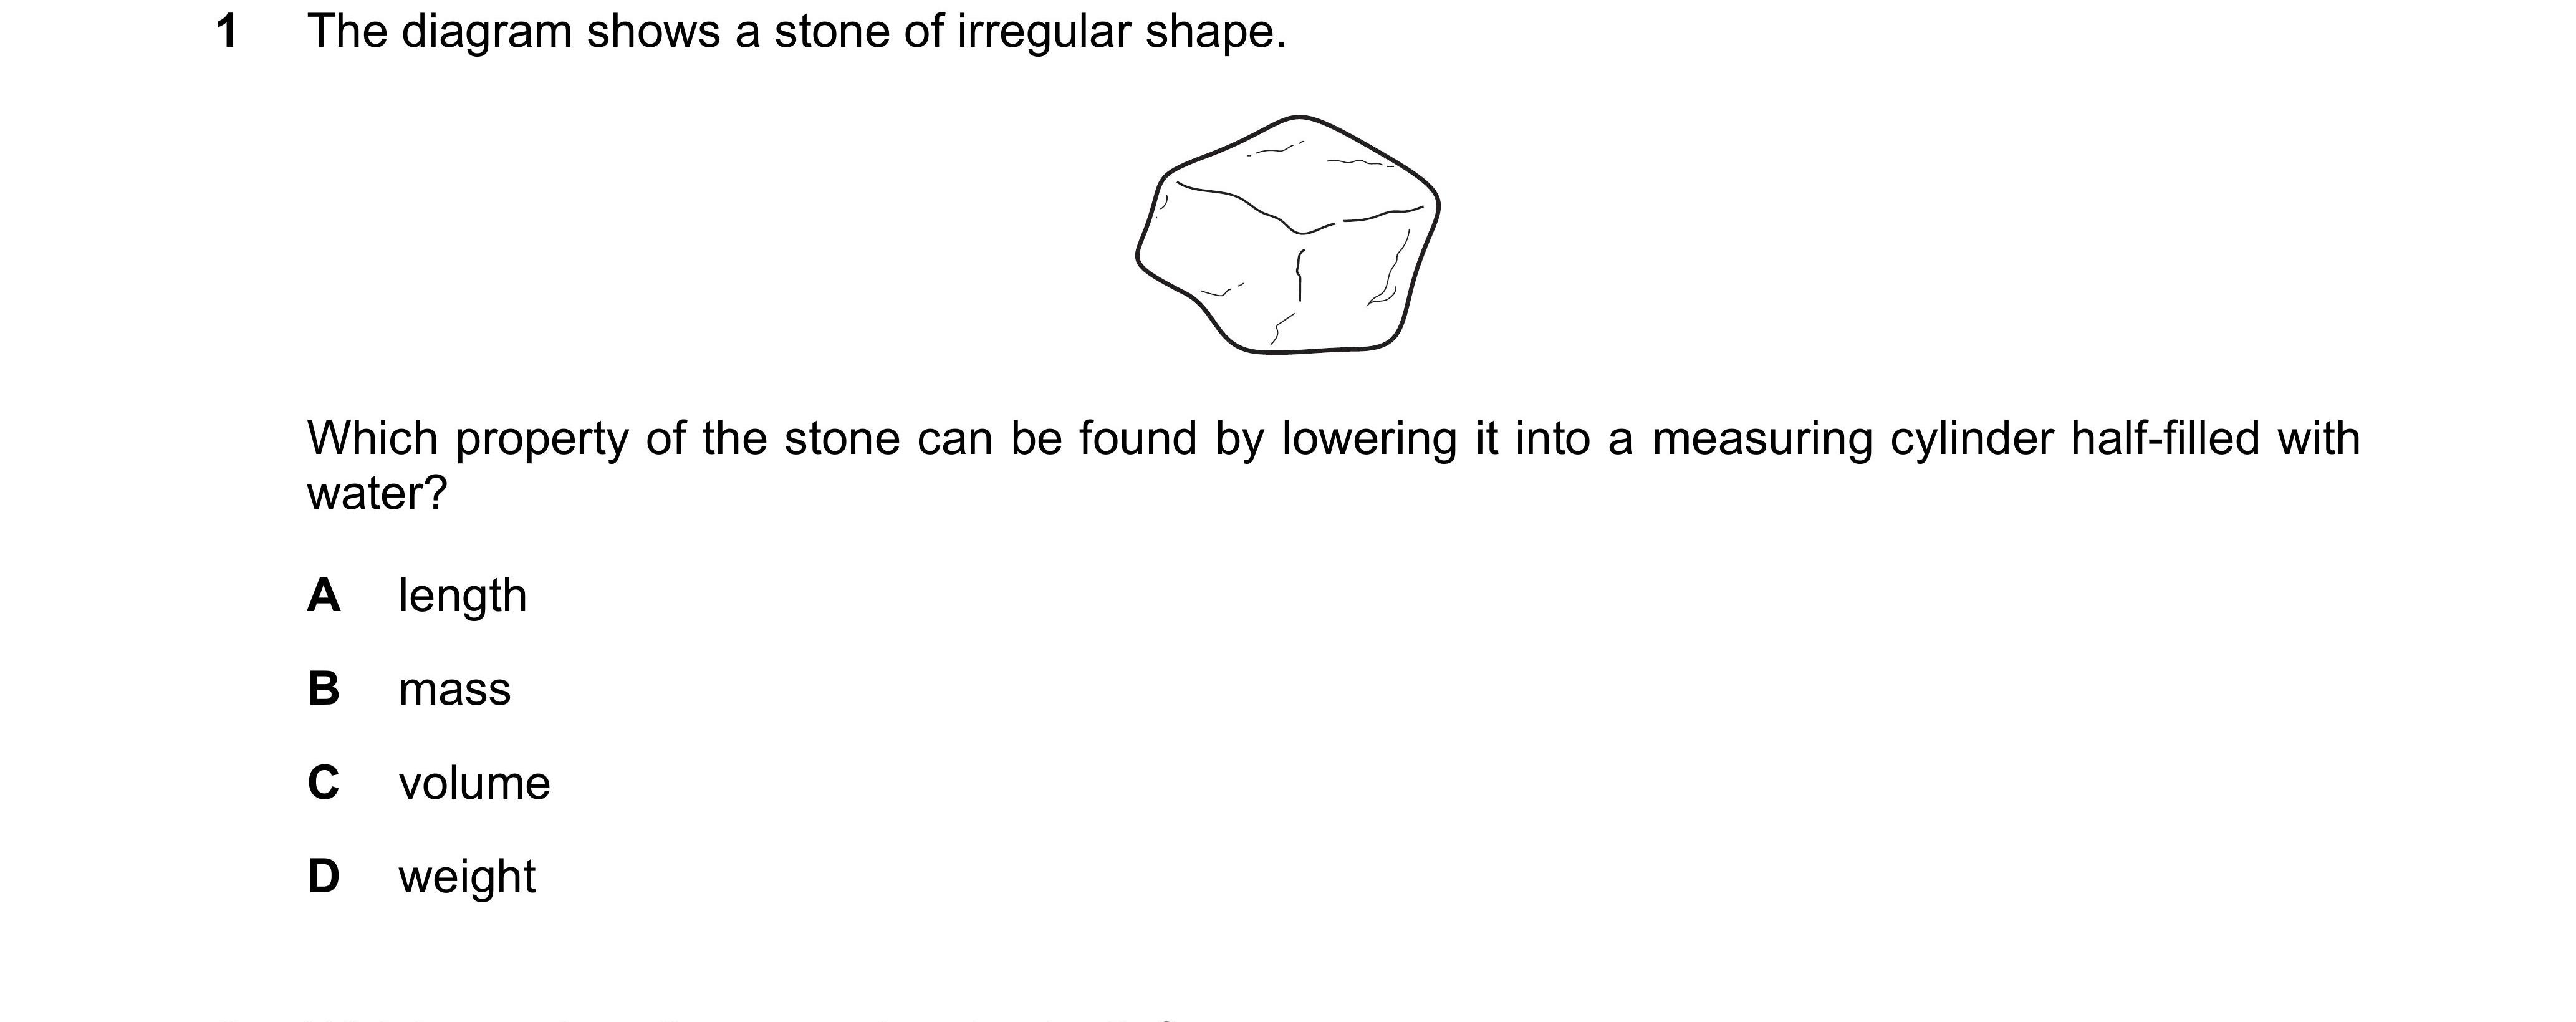 1 The diagram shows a stone of irregular shape.
Which property of the stone can be found by lowering it into a measuring cylinder half-filled with
water?
A length
B mass
C volume
D weight